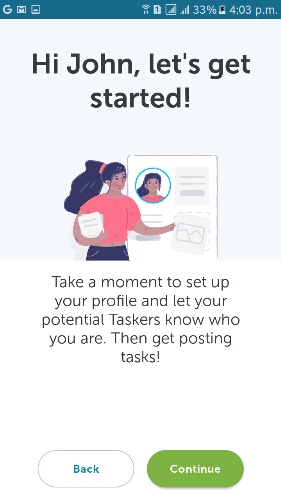 G 1 33% 4:03 p.m.
Hi John, let's get
started!
Take a moment to set up
your profile and let your
potential Taskers know who
you are. Then get posting
tasks!
Back Continue